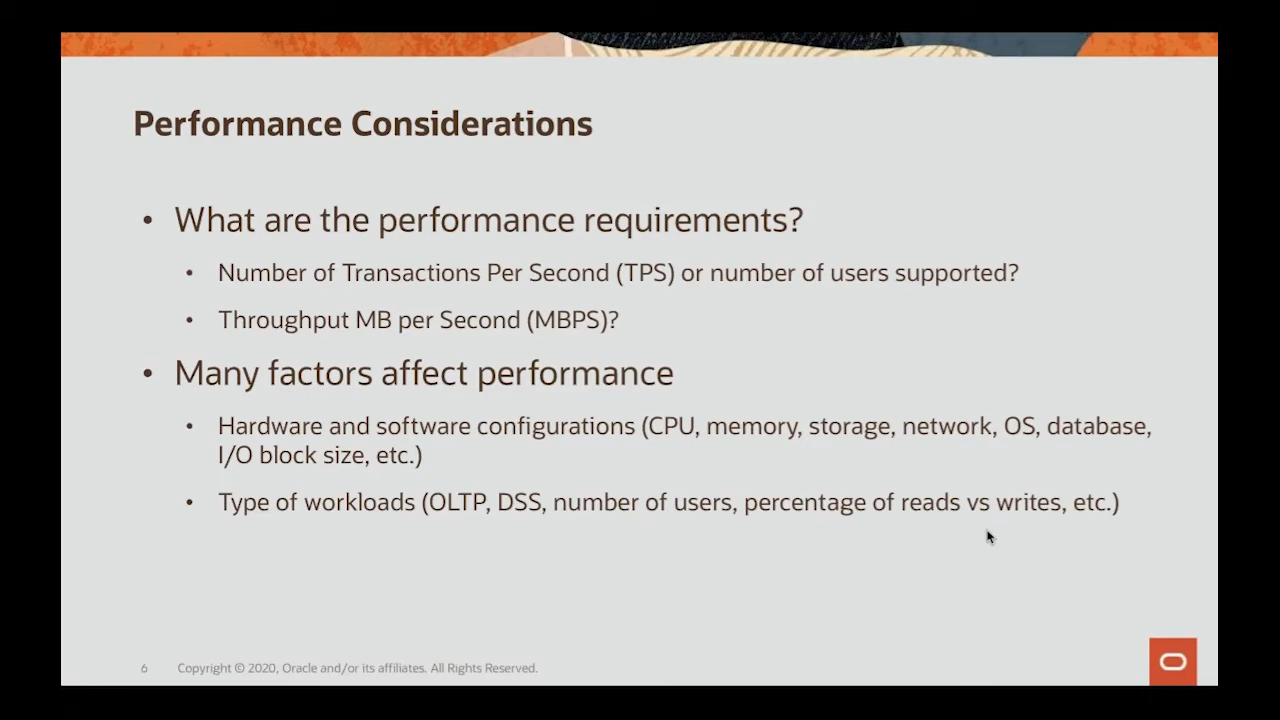 Performance Considerations
• What are the performance requirements?
• Number of Transactions Per Second (TPS) or number of users supported?
• Throughput MB per Second (MBPS)?
• Many factors affect performance
• Hardware and software configurations (CPU, memory, storage, network, OS, database,
I/O block size, etc.)
• Type of workloads (OLTP, DSS, number of users, percentage of reads vs writes, etc.)
6 Copyright © 2020, Oracle and/or its affiliates. All Rights Reserved.